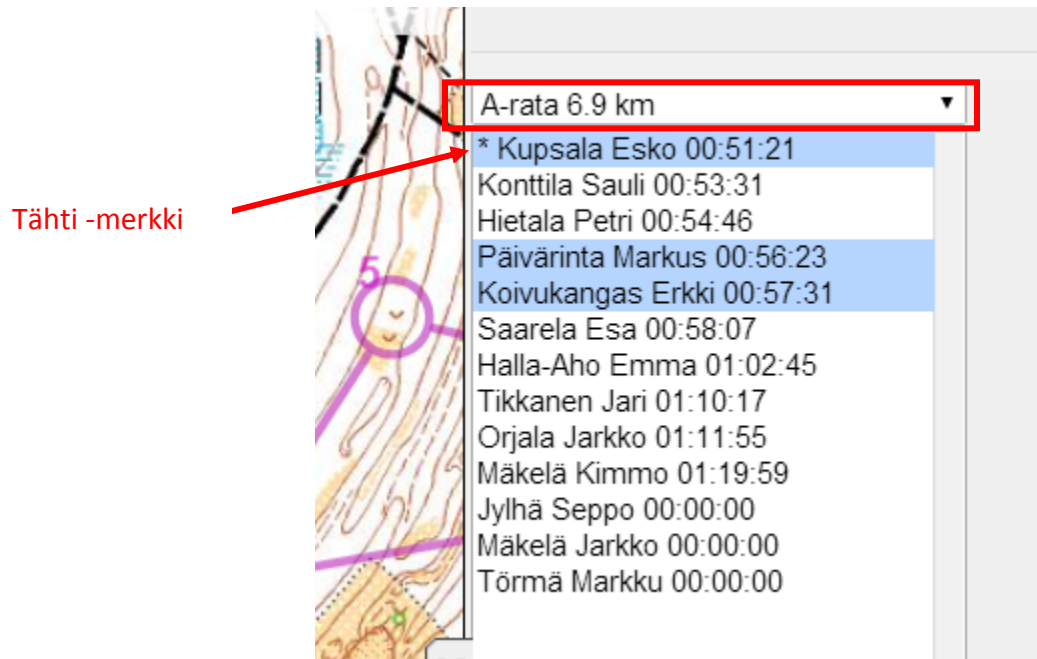 A-rata 6.9 km
* Kupsala Esko 00:51:21
Konttila Sauli 00:53:31
Tähti -merkki
Hietala Petri 00:54:46
Päivärinta Markus 00:56:23
5
Koivukangas Erkki 00:57:31
Saarela Esa 00:58:07
Halla-Aho Emma 01:02:45
Tikkanen Jari 01:10:17
Orjala Jarkko 01:11:55
Mäkelä Kimmo 01:19:59
Jylhä Seppo 00:00:00
Mäkelä Jarkko 00:00:00
Törmä Markku 00:00:00